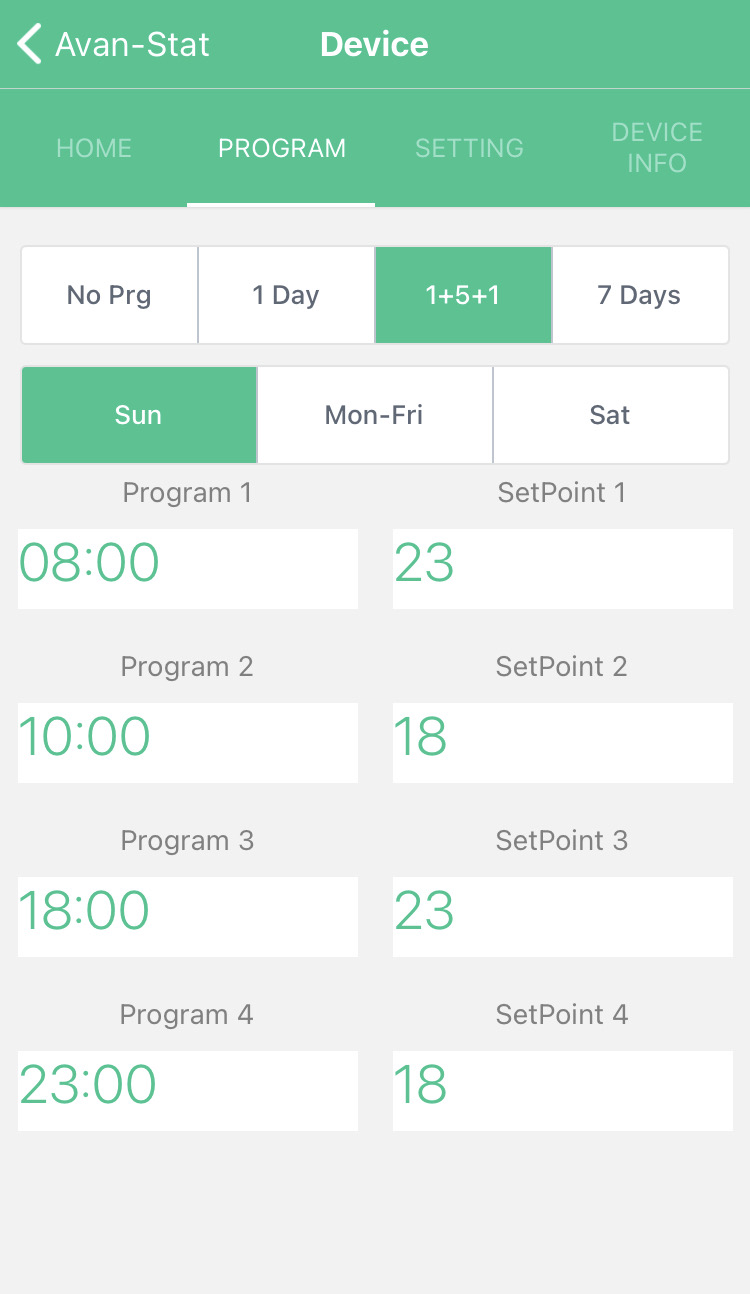 Avan-Stat Device
HOME PROGRAM SETTING DEVICE INFO
No Prg 1 Day 1+5+1 7 Days
Sun Mon-Fri Sat
Program 1 SetPoint 1
08:00 23
Program 2 SetPoint 2
10:00 18
Program 3 SetPoint 3
18:00 23
Program 4 SetPoint 4
23:00 18